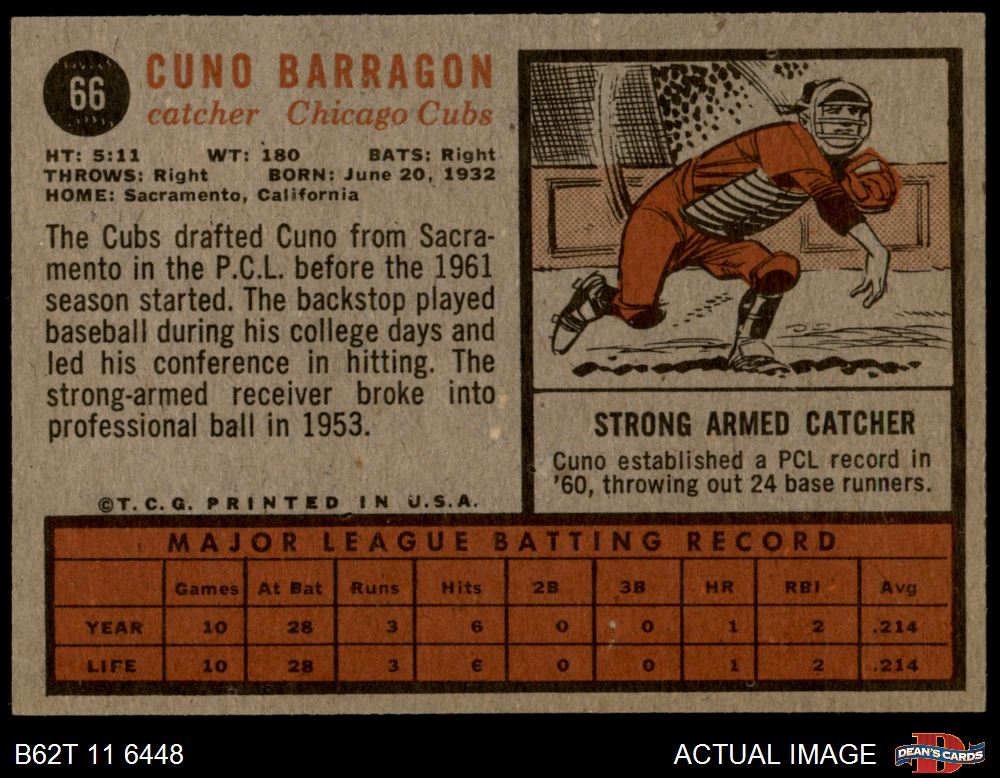 66
CUNO BARRAGON
catcher Chicago Cubs
HT: 5:11 WT: 180 BATS: Right
THROWS: Right BORN: June 20, 1932
HOME: Sacramento, California
The Cubs drafted Cuno from Sacra-
mento in the P.C.L. before the 1961
season started. The backstop played
baseball during his college days and
led his conference in hitting. The
strong-armed receiver broke into
professional ball in 1953.
©T.C.G. PRINTED IN U.S.A.
STRONG ARMED CATCHER
Cuno established a PCL record in
'60, throwing out 24 base runners.
MAJOR LEAGUE BATTING RECORD
Games At Bat Runs Hits 2B 3B HR RBI Avg
YEAR 10 28 3 6 0 0 1 2 .214
LIFE 10 28 3 6 0 0 1 2 .214
B62T 11 6448 ACTUAL IMAGE DEAN'S CARDS